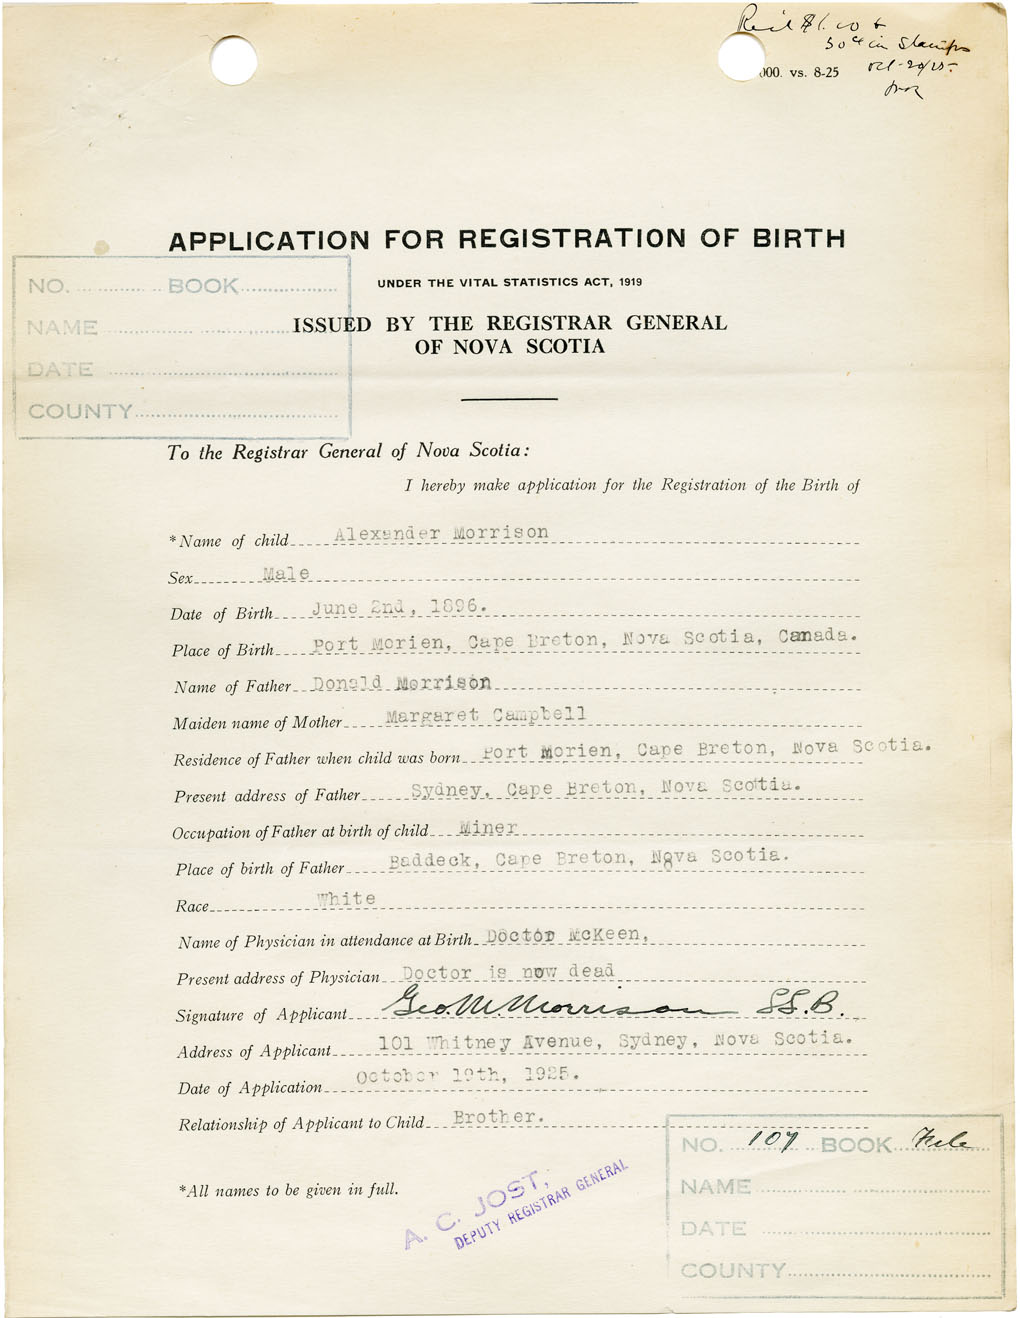 Rec'd $1.00 &
50¢ in Stamps
000. vs. 8-25
Oct-20/25-
APPLICATION FOR REGISTRATION OF BIRTH
UNDER THE VITAL STATISTICS ACT, 1919
ISSUED BY THE REGISTRAR GENERAL
OF NOVA SCOTIA
NO. BOOK
NAME
DATE
COUNTY
To the Registrar General of Nova Scotia:
I hereby make application for the Registration of the Birth of
*Name of child Alexander Morrison
Sex Male
Date of Birth June 2nd, 1896.
Place of Birth Port Morien, Cape Breton, Nova Scotia, Canada.
Name of Father Donald Morrison
Maiden name of Mother Margaret Campbell
Residence of Father when child was born Port Morien, Cape Breton, Nova Scotia.
Present address of Father Sydney, Cape Breton, Nova Scotia.
Occupation of Father at birth of child Miner
Place of birth of Father Baddeck, Cape Breton, Nova Scotia.
Race White
Name of Physician in attendance at Birth Doctor McKeen,
Present address of Physician Doctor is now dead
Signature of Applicant Geo. M. Morrison LL.B.
Address of Applicant 101 Whitney Avenue, Sydney, Nova Scotia.
Date of Application October 19th, 1925.
Relationship of Applicant to Child Brother.
*All names to be given in full.
A. C. JOST,
DEPUTY REGISTRAR GENERAL
NO. 107 BOOK File
NAME
DATE
COUNTY